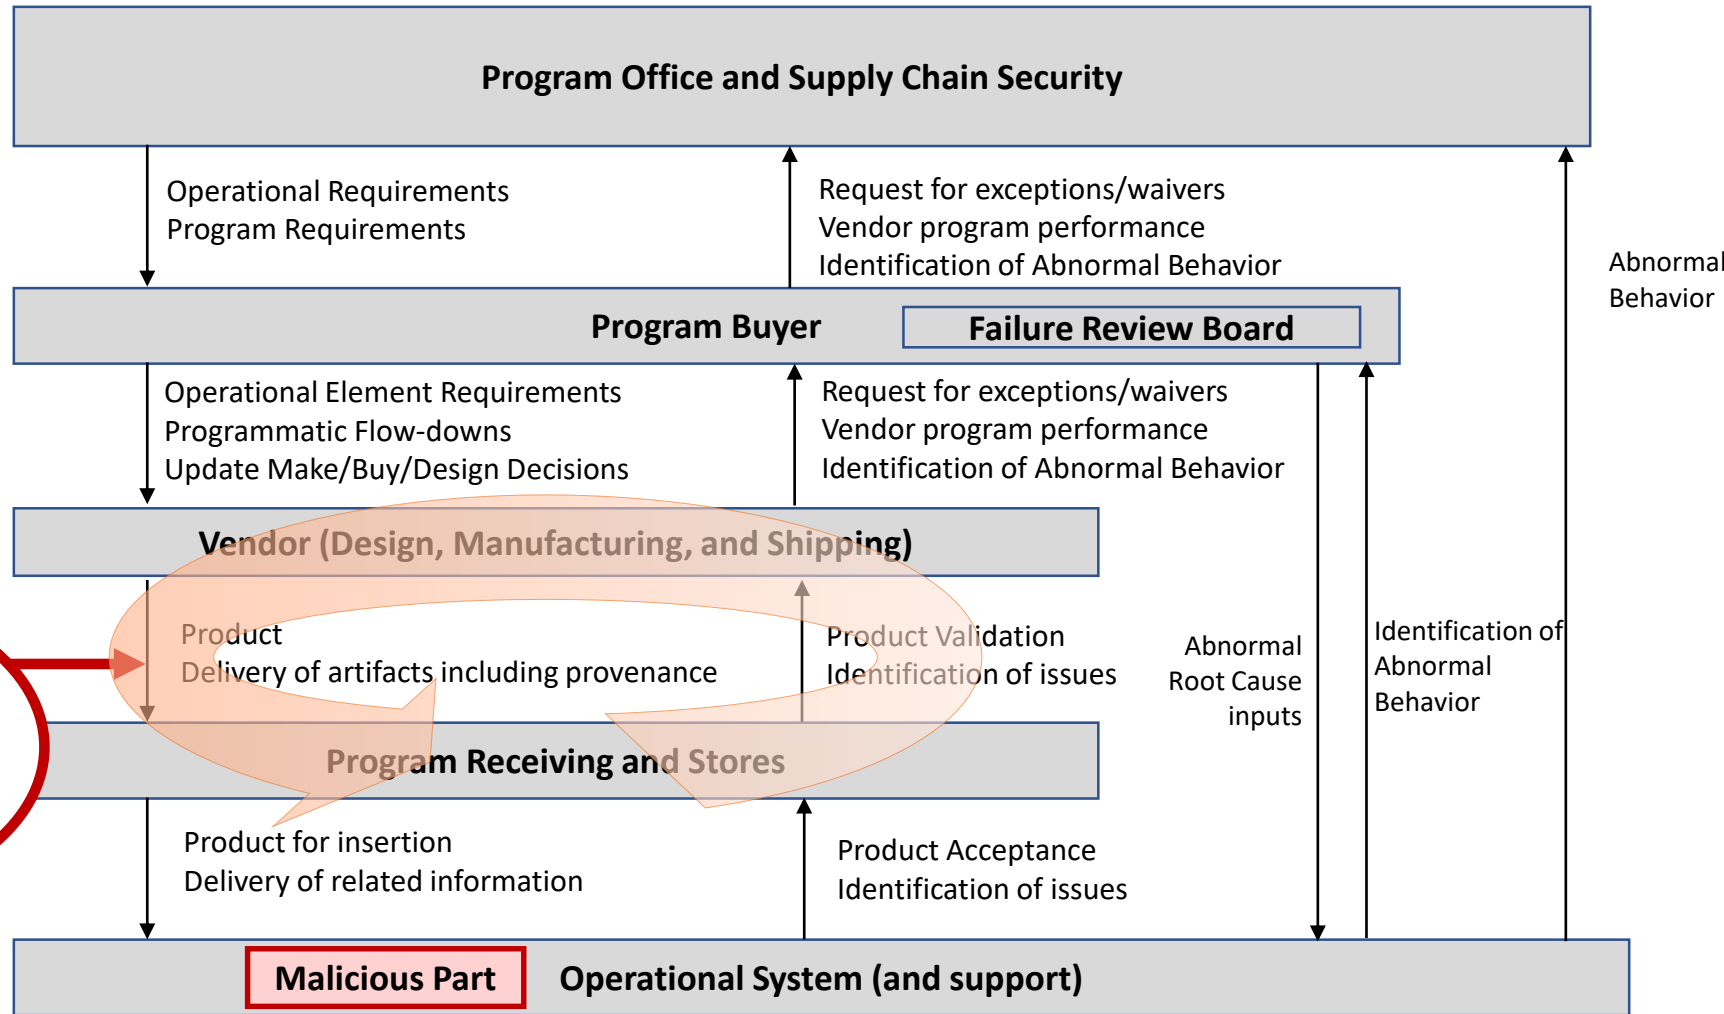 Program Office and Supply Chain Security
Operational Requirements
Program Requirements
Request for exceptions/waivers
Vendor program performance
Identification of Abnormal Behavior
Abnormal
Behavior
Program Buyer
Failure Review Board
Operational Element Requirements
Programmatic Flow-downs
Update Make/Buy/Design Decisions
Request for exceptions/waivers
Vendor program performance
Identification of Abnormal Behavior
Vendor (Design, Manufacturing, and Shipping)
Product
Delivery of artifacts including provenance
Product Validation
Identification of issues
Abnormal
Root Cause
inputs
Identification of
Abnormal
Behavior
Program Receiving and Stores
Product for insertion
Delivery of related information
Product Acceptance
Identification of issues
Malicious Part
Operational System (and support)